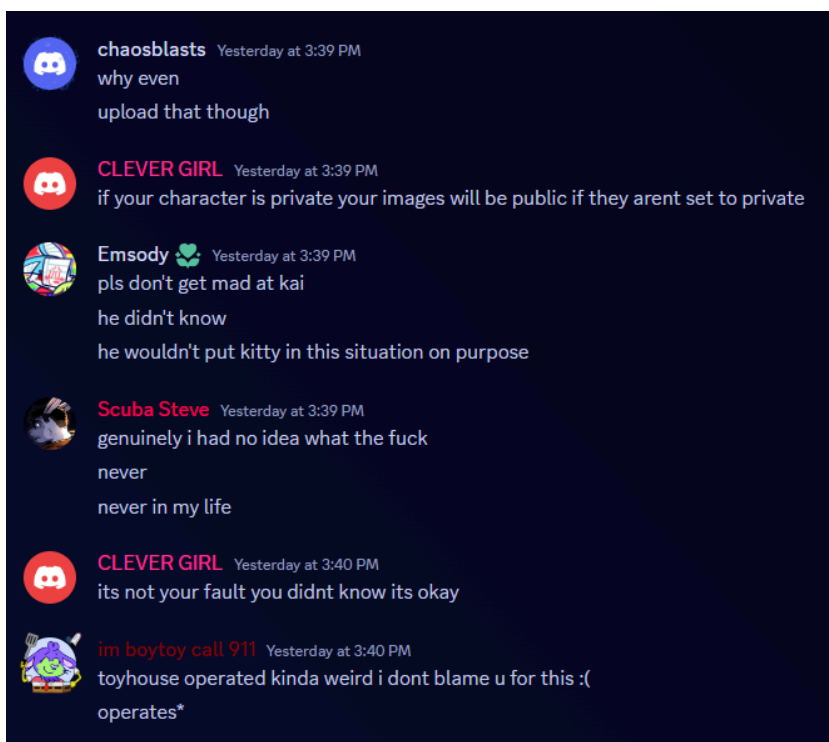 chaosblasts Yesterday at 3:39 PM
why even
upload that though
CLEVER GIRL Yesterday at 3:39 PM
if your character is private your images will be public if they arent set to private
Emsody Yesterday at 3:39 PM
pls don't get mad at kai
he didn't know
he wouldn't put kitty in this situation on purpose
Scuba Steve Yesterday at 3:39 PM
genuinely i had no idea what the fuck
never
never in my life
CLEVER GIRL Yesterday at 3:40 PM
its not your fault you didnt know its okay
im boytoy call 911 Yesterday at 3:40 PM
toyhouse operated kinda weird i dont blame u for this :(
operates*